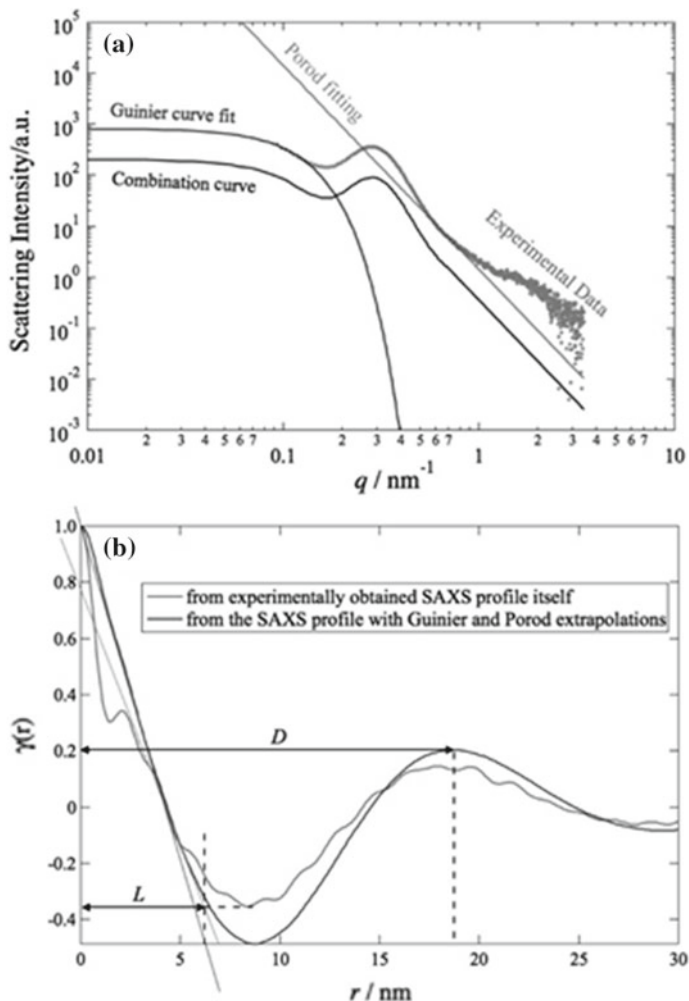 (a)
Scattering Intensity/a.u.
10^5
10^4
10^3
10^2
10^1
10^0
10^-1
10^-2
10^-3
Porod fitting
Guinier curve fit
Combination curve
Experimental Data
2 3 4 5 6 7 2 3 4 5 6 7 2 3 4 5 6 7
0.01 0.1 1 10
q / nm^-1
(b)
γ(r)
1.0
0.8
0.6
0.4
0.2
0
-0.2
-0.4
from experimentally obtained SAXS profile itself
from the SAXS profile with Guinier and Porod extrapolations
D
L
0 5 10 15 20 25 30
r / nm